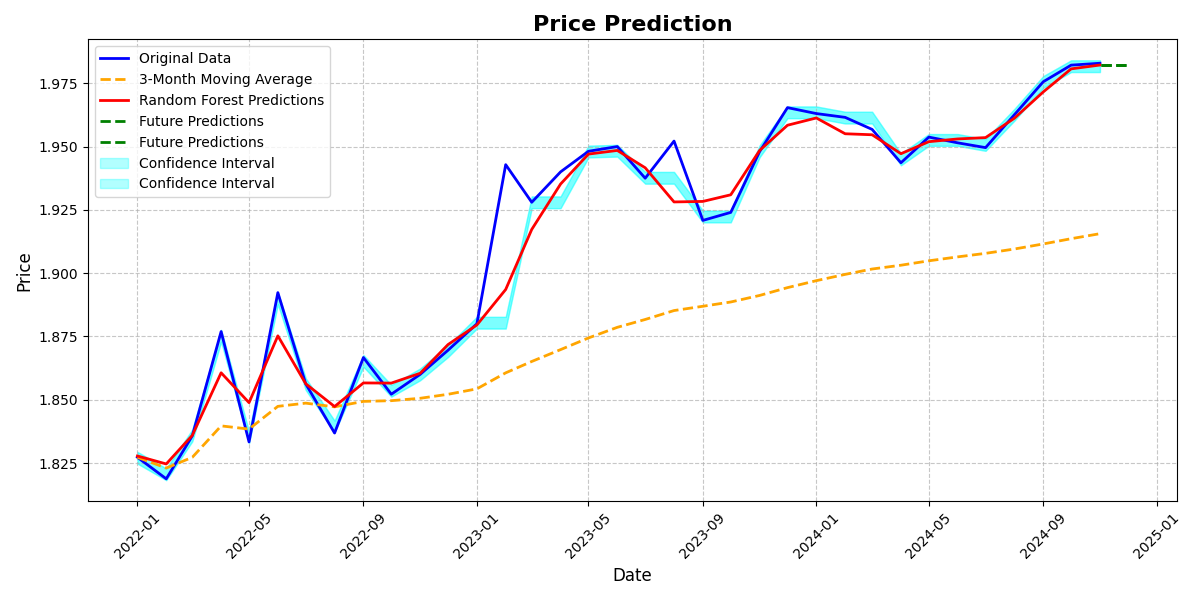 Price Prediction
Original Data
3-Month Moving Average
Random Forest Predictions
Future Predictions
Future Predictions
Confidence Interval
Confidence Interval
Price
1.975
1.950
1.925
1.900
1.875
1.850
1.825
2022-01
2022-05
2022-09
2023-01
2023-05
2023-09
2024-01
2024-05
2024-09
2025-01
Date